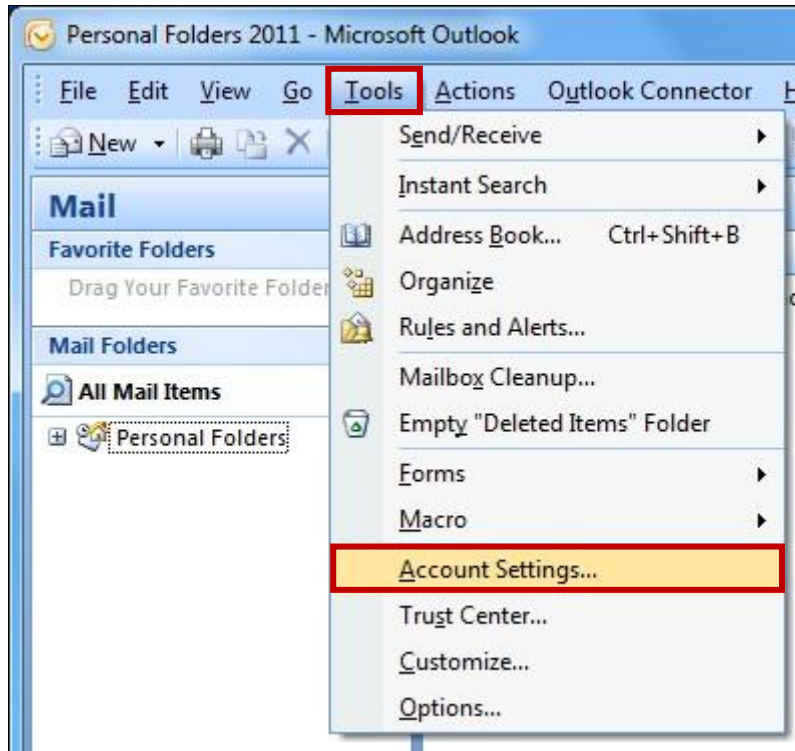 Personal Folders 2011 - Microsoft Outlook
File Edit View Go Tools Actions Outlook Connector
New
Mail
Favorite Folders
Drag Your Favorite Folder
Mail Folders
All Mail Items
Personal Folders
Send/Receive
Instant Search
Address Book... Ctrl+Shift+B
Organize
Rules and Alerts...
Mailbox Cleanup...
Empty "Deleted Items" Folder
Forms
Macro
Account Settings...
Trust Center...
Customize...
Options...